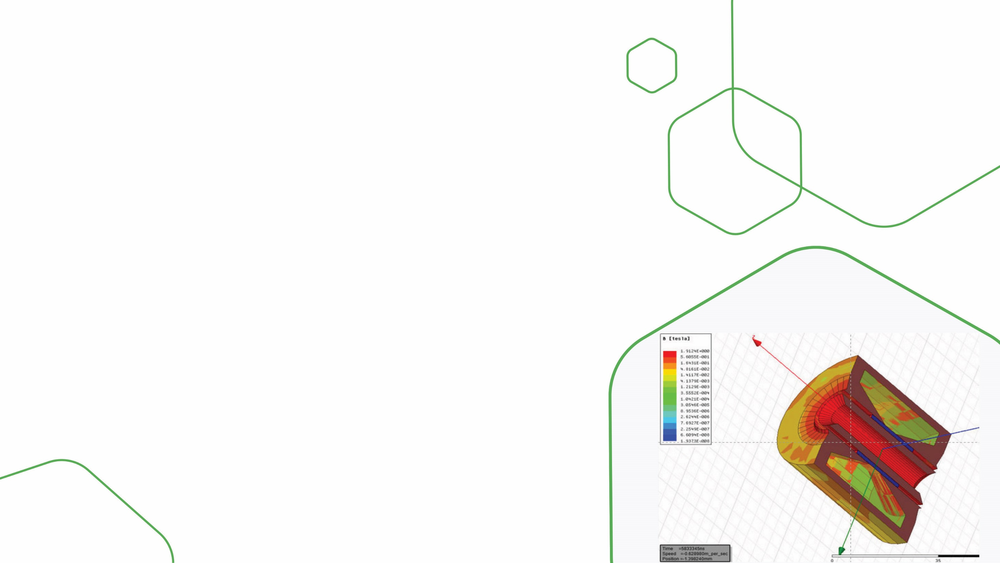 Z
B [tesla]
1.9124E+000
5.6055E-001
1.6431E-001
4.8161E-002
1.4117E-002
4.1379E-003
1.2129E-003
3.5552E-004
1.0421E-004
3.0546E-005
8.9536E-006
2.6244E-006
7.6927E-007
2.2549E-007
6.6094E-008
1.9373E-008
Time =5833345ns
Speed =-0.628980m_per_sec
Position =-1.398240mm
0 35